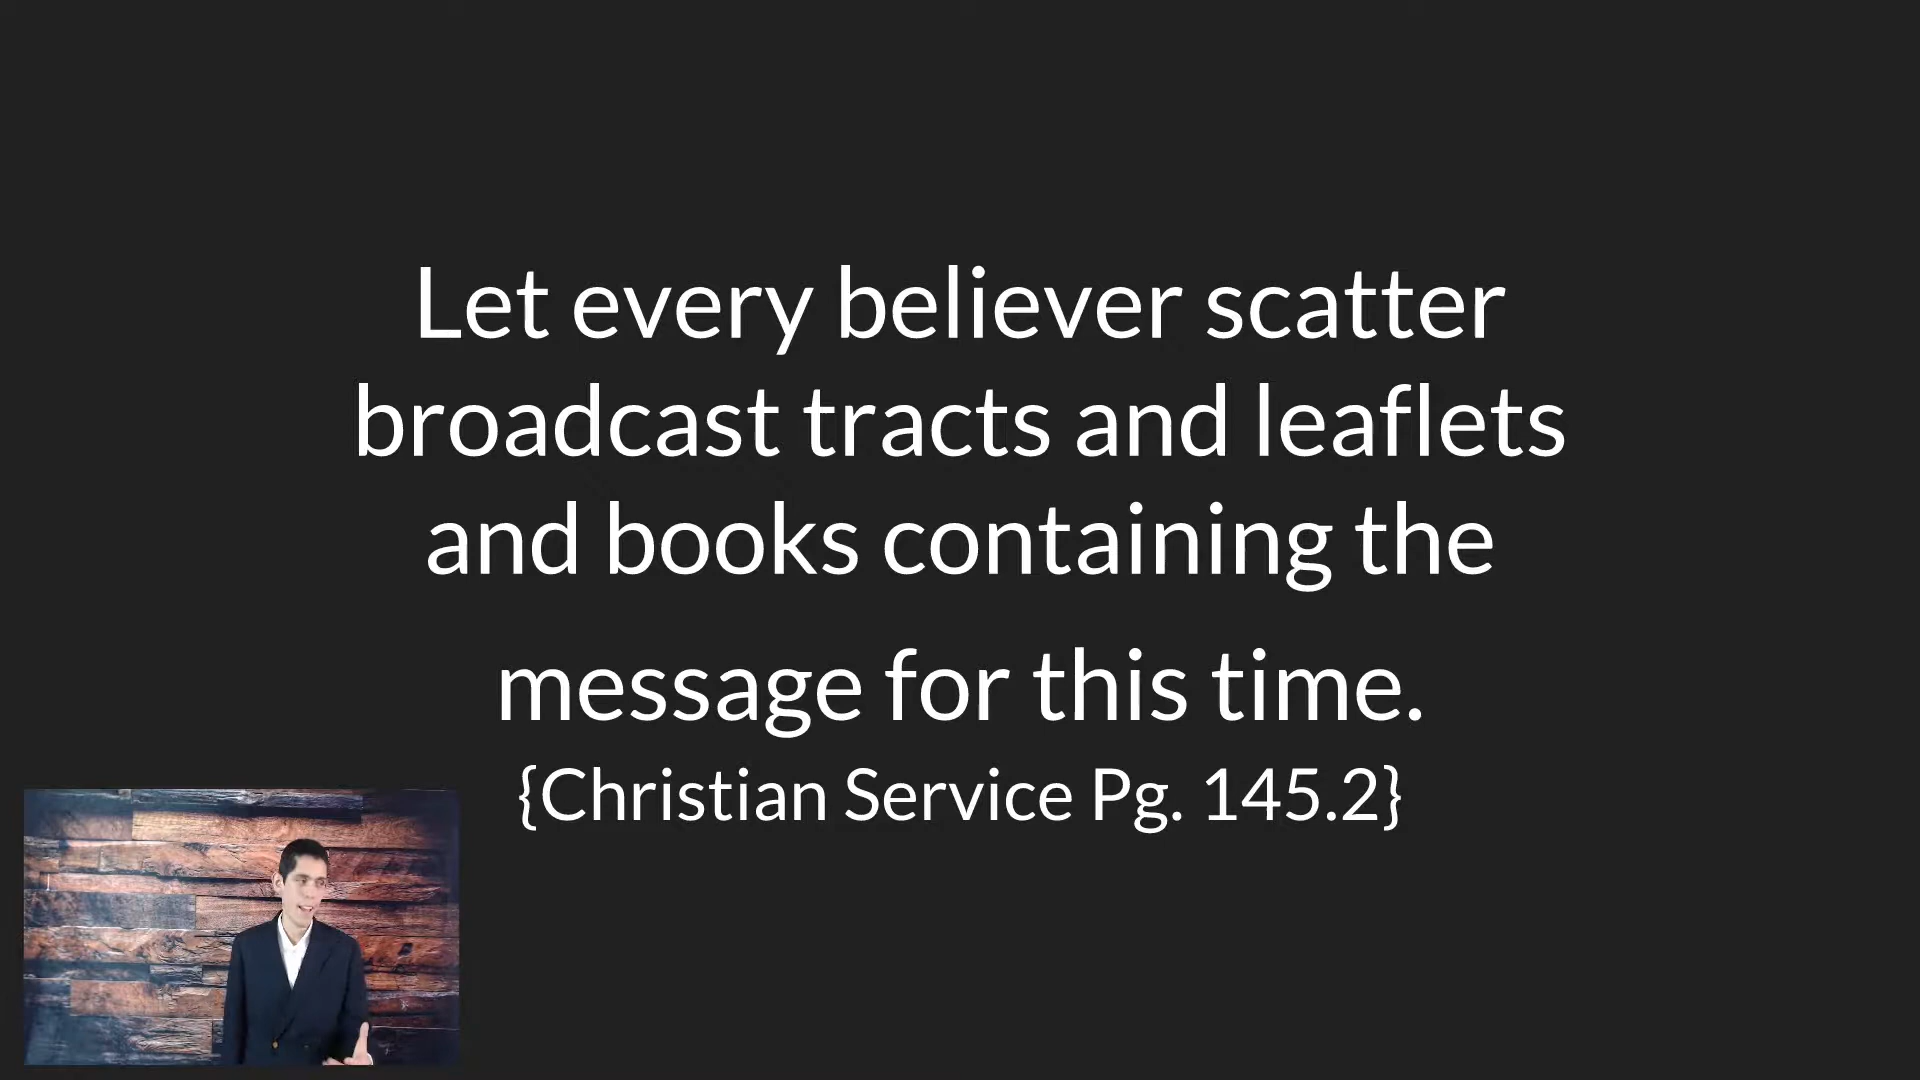 Let every believer scatter
broadcast tracts and leaflets
and books containing the
message for this time.
{Christian Service Pg. 145.2}